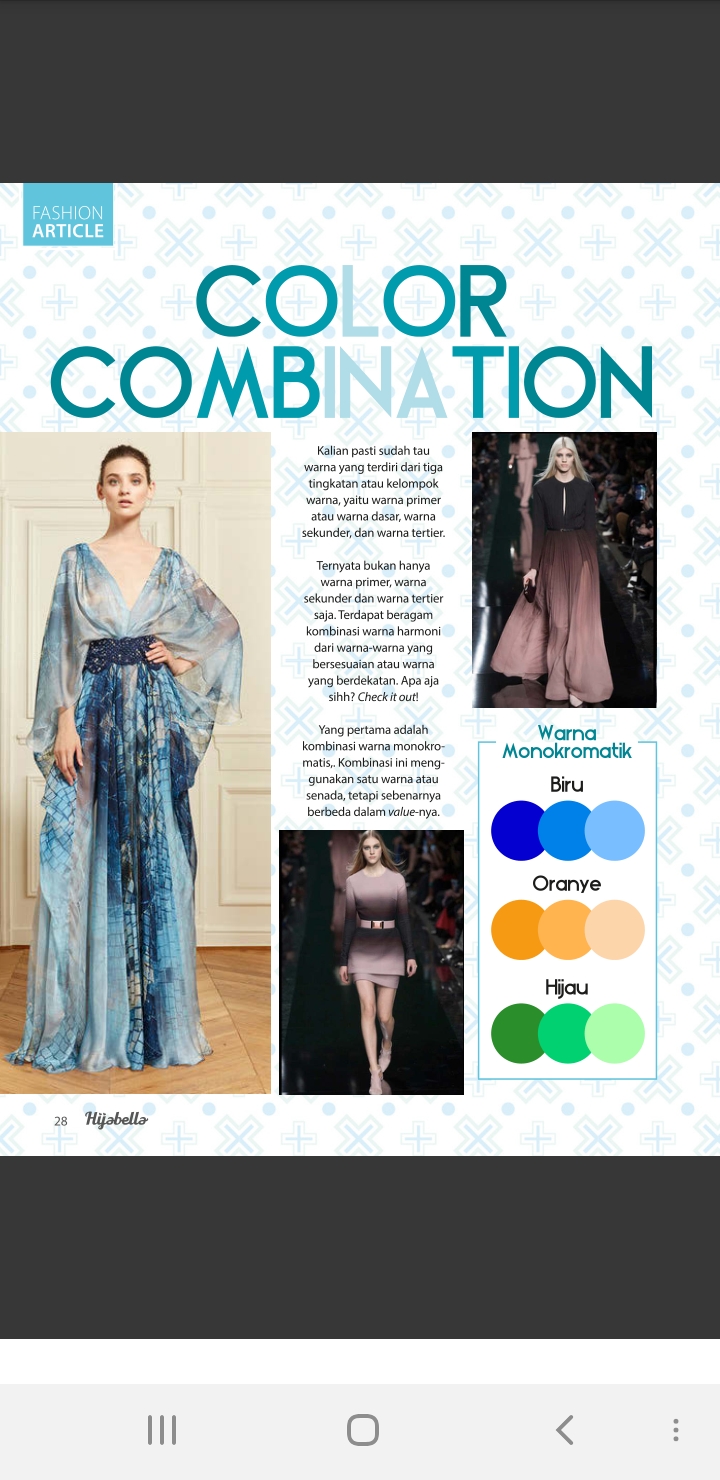 FASHION
ARTICLE
COLOR
COMBINATION
Kalian pasti sudah tau
warna yang terdiri dari tiga
tingkatan atau kelompok
warna, yaitu warna primer
atau warna dasar, warna
sekunder, dan warna tertier.
Ternyata bukan hanya
warna primer, warna
sekunder dan warna tertier
saja. Terdapat beragam
kombinasi warna harmoni
dari warna-warna yang
bersesuaian atau warna
yang berdekatan. Apa aja
sihh? Check it out!
Yang pertama adalah
kombinasi warna monokro-
matis,. Kombinasi ini meng-
gunakan satu warna atau
senada, tetapi sebenarnya
berbeda dalam value-nya.
Warna
Monokromatik
Biru
Oranye
Hijau
28 Hijabella